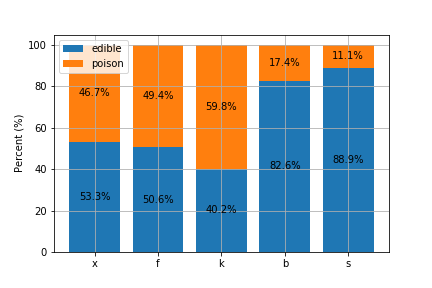 edible
poison
Percent (%)
100
80
60
40
20
0
46.7%
49.4%
59.8%
17.4%
11.1%
53.3%
50.6%
40.2%
82.6%
88.9%
x
f
k
b
s